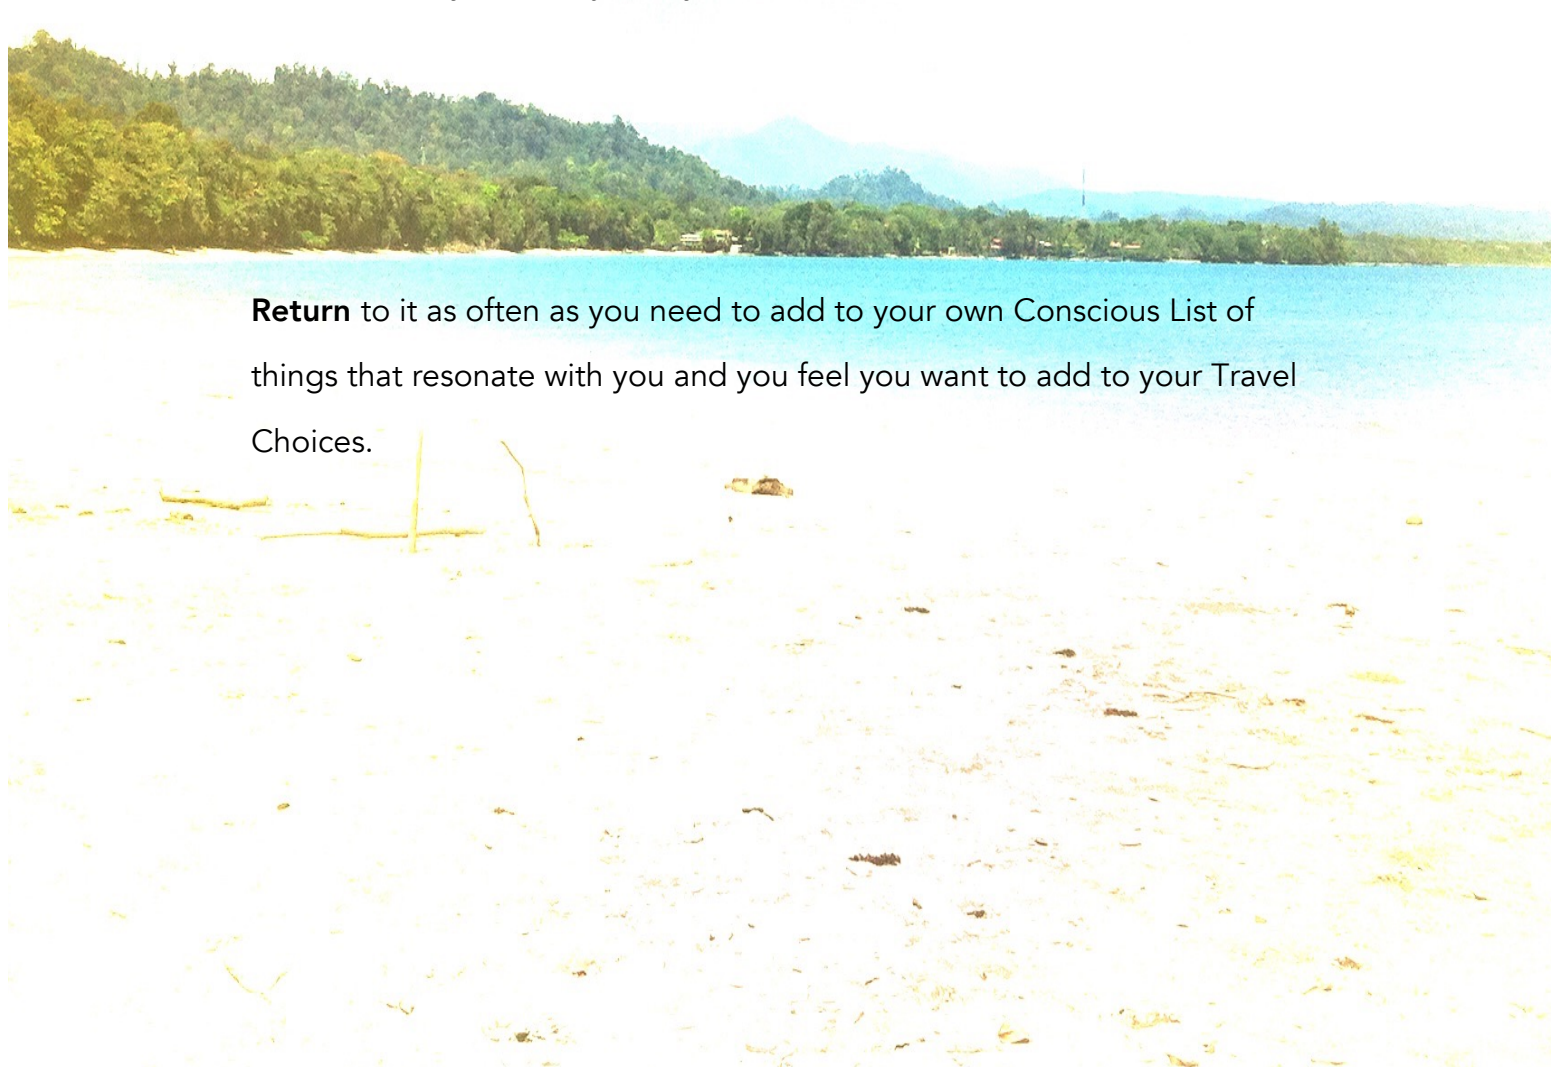 Return to it as often as you need to add to your own Conscious List of
things that resonate with you and you feel you want to add to your Travel
Choices.